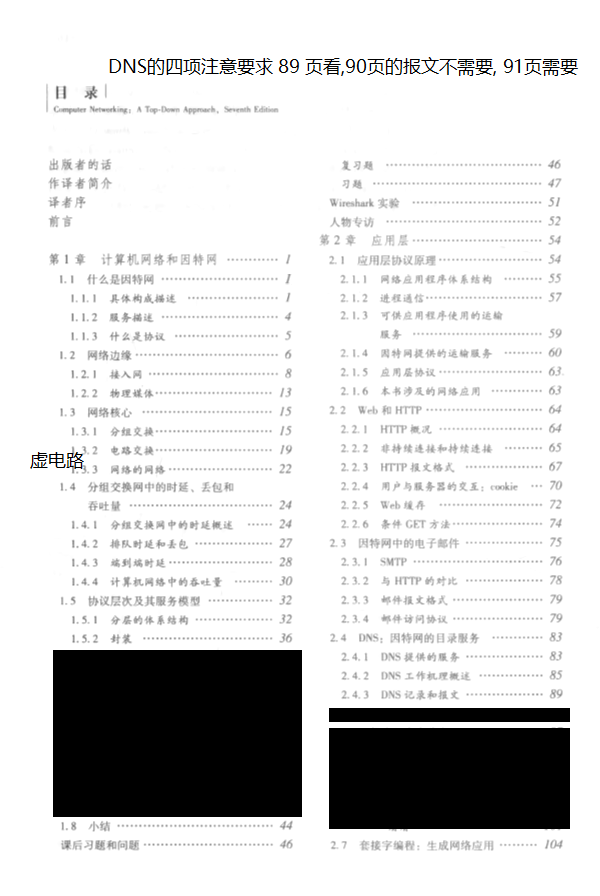 DNS的四项注意要求 89 页看,90页的报文不需要, 91页需要
目 录
Computer Networking: A Top-Down Approach, Seventh Edition
出版者的话
作译者简介
译者序
前言
第1章 计算机网络和因特网 ………… 1
1.1 什么是因特网 ………… 1
1.1.1 具体构成描述 ………… 1
1.1.2 服务描述 ………… 4
1.1.3 什么是协议 ………… 5
1.2 网络边缘 ………… 6
1.2.1 接入网 ………… 8
1.2.2 物理媒体 ………… 13
1.3 网络核心 ………… 15
1.3.1 分组交换 ………… 15
1.3.2 电路交换 ………… 19
虚电路
1.3.3 网络的网络 ………… 22
1.4 分组交换网中的时延、丢包和
吞吐量 ………… 24
1.4.1 分组交换网中的时延概述 …… 24
1.4.2 排队时延和丢包 ………… 27
1.4.3 端到端时延 ………… 28
1.4.4 计算机网络中的吞吐量 …… 30
1.5 协议层次及其服务模型 ………… 32
1.5.1 分层的体系结构 ………… 32
1.5.2 封装 ………… 36
1.8 小结 ………… 44
课后习题和问题 ………… 46
复习题 ………… 46
习题 ………… 47
Wireshark 实验 ………… 51
人物专访 ………… 52
第2章 应用层 ………… 54
2.1 应用层协议原理 ………… 54
2.1.1 网络应用程序体系结构 …… 55
2.1.2 进程通信 ………… 57
2.1.3 可供应用程序使用的运输
服务 ………… 59
2.1.4 因特网提供的运输服务 …… 60
2.1.5 应用层协议 ………… 63
2.1.6 本书涉及的网络应用 …… 63
2.2 Web 和 HTTP ………… 64
2.2.1 HTTP 概况 ………… 64
2.2.2 非持续连接和持续连接 …… 65
2.2.3 HTTP 报文格式 ………… 67
2.2.4 用户与服务器的交互：cookie … 70
2.2.5 Web 缓存 ………… 72
2.2.6 条件 GET 方法 ………… 74
2.3 因特网中的电子邮件 ………… 75
2.3.1 SMTP ………… 76
2.3.2 与 HTTP 的对比 ………… 78
2.3.3 邮件报文格式 ………… 79
2.3.4 邮件访问协议 ………… 79
2.4 DNS：因特网的目录服务 ………… 83
2.4.1 DNS 提供的服务 ………… 83
2.4.2 DNS 工作机理概述 ………… 85
2.4.3 DNS 记录和报文 ………… 89
2.7 套接字编程：生成网络应用 ……… 104